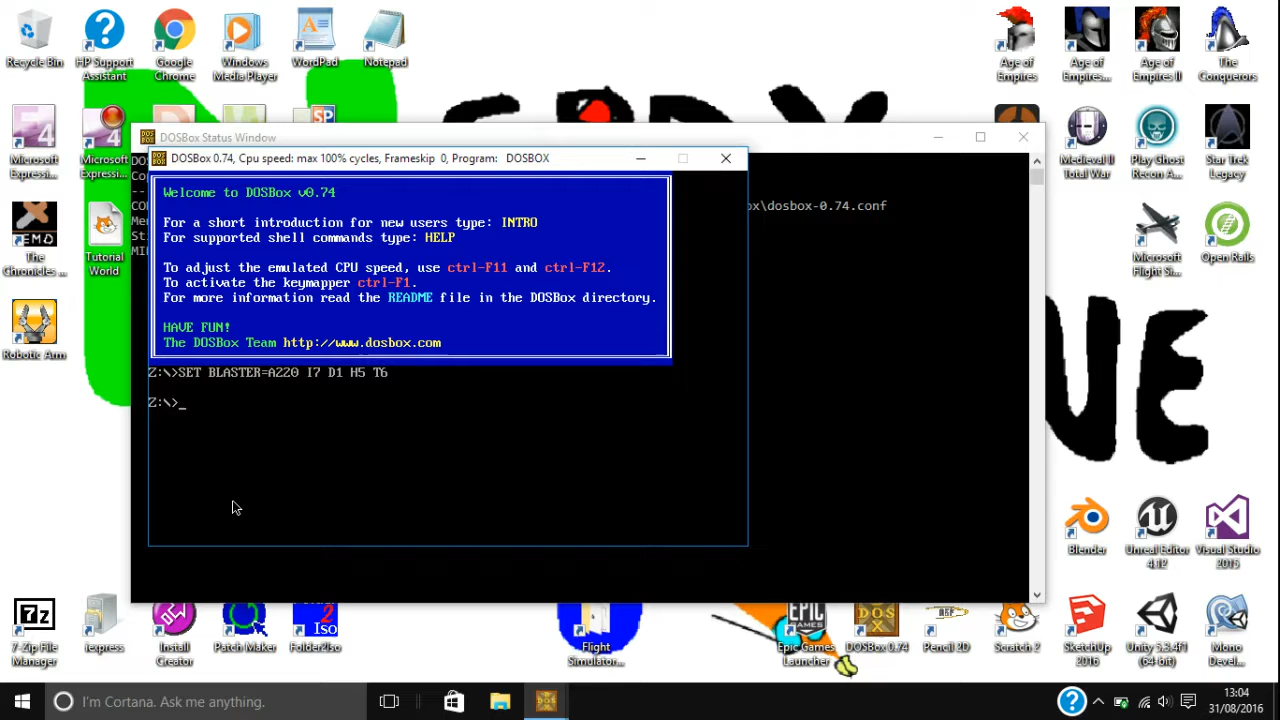 Recycle Bin
HP Support Assistant
Google Chrome
Windows Media Player
WordPad
Notepad
Age of Empires
Age of Empires...
Age of Empires II
The Conquerors
Microsoft Expressi...
Microsoft Expressi...
Medieval II Total War
Play Ghost Recon A...
Star Trek Legacy
DOSBox Status Window
DOSBox 0.74, Cpu speed: max 100% cycles, Frameskip 0, Program: DOSBOX
Welcome to DOSBox v0.74
For a short introduction for new users type: INTRO
For supported shell commands type: HELP
To adjust the emulated CPU speed, use ctrl-F11 and ctrl-F12.
To activate the keymapper ctrl-F1.
For more information read the README file in the DOSBox directory.
HAVE FUN!
The DOSBox Team http://www.dosbox.com
Z:\>SET BLASTER=A220 I7 D1 H5 T6
Z:\>_
ox\dosbox-0.74.conf
The Chronicles ...
Tutorial World
Microsoft Flight Si...
Open Rails
Robotic Arm
Blender
Unreal Editor 4.12
Visual Studio 2015
7-Zip File Manager
iexpress
Install Creator
Patch Maker
Folder2Iso
Flight Simulator...
Epic Games Launcher
DOSBox 0.74
Pencil 2D
Scratch 2
SketchUp 2016
Unity 5.3.4f1 (64-bit)
Mono Devel...
I'm Cortana. Ask me anything.
13:04
31/08/2016